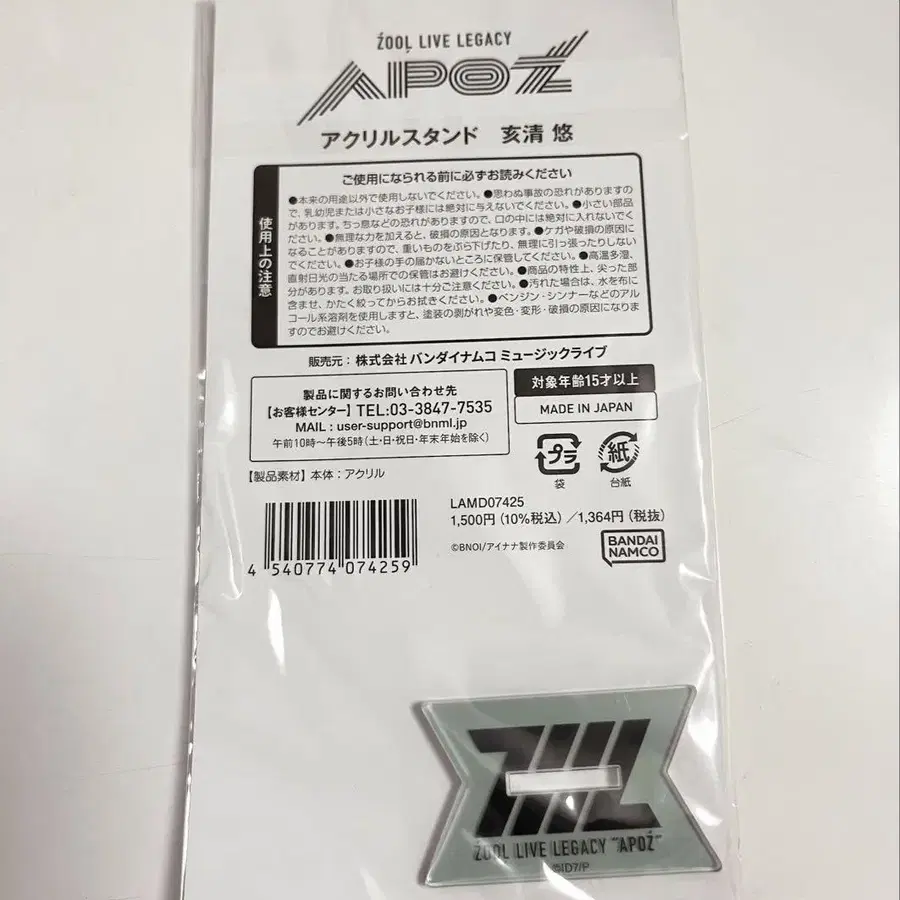 ŹOOĻ LIVE LEGACY
APOŹ
アクリルスタンド 亥清 悠
使用上の注意
ご使用になられる前に必ずお読みください
●本来の用途以外で使用しないでください。●思わぬ事故の恐れがありますの
で、乳幼児または小さなお子様には絶対に与えないでください。●小さい部品
があります。ちっ息などの恐れがありますので、口の中には絶対に入れないでく
ださい。●無理な力を加えると、破損の原因となります。●ケガや破損の原因に
なることがありますので、重いものをぶら下げたり、無理に引っ張ったりしない
でください。●お子様の手の届かないところに保管してください。●高温多湿、
直射日光の当たる場所での保管はお避けください。●商品の特性上、尖った部
分があります。お取り扱いには十分ご注意ください。●汚れた場合は、水を布に
含ませ、かたく絞ってからお拭きください。●ベンジン・シンナーなどのアル
コール系溶剤を使用しますと、塗装の剥がれや変色・変形・破損の原因になりま
すのでお避けください。
販売元：株式会社 バンダイナムコ ミュージックライブ
製品に関するお問い合わせ先
【お客様センター】TEL:03-3847-7535
MAIL : user-support@bnml.jp
午前10時～午後5時（土・日・祝日・年末年始を除く）
対象年齢15才以上
MADE IN JAPAN
プラ
袋
紙
台紙
【製品素材】本体：アクリル
LAMD07425
1,500円（10%税込）／1,364円（税抜）
©BNOI/アイナナ製作委員会
BANDAI
NAMCO
4 540774 074259
ŹOOĻ LIVE LEGACY "APOŹ"
©ID7/P